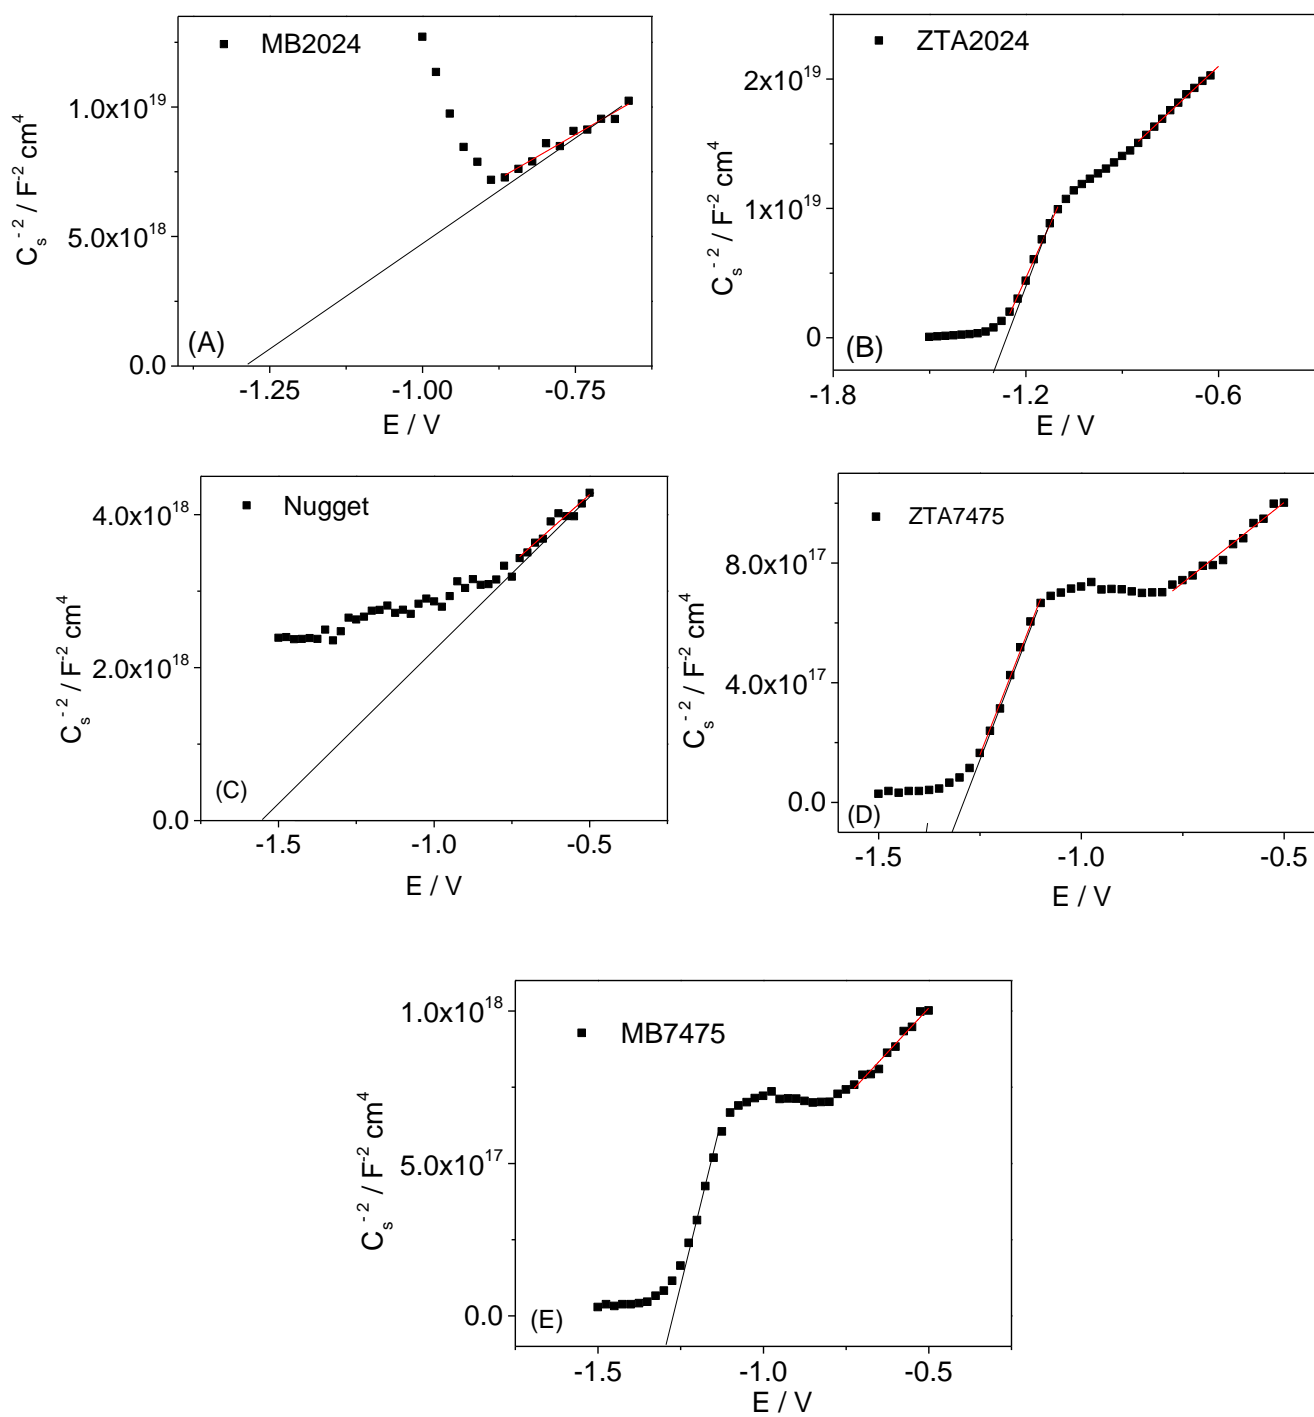 MB2024
C_s^-2 / F^-2 cm^4
1.0x10^19
5.0x10^18
0.0
(A)
-1.25 -1.00 -0.75
E / V
ZTA2024
C_s^-2 / F^-2 cm^4
2x10^19
1x10^19
0
(B)
-1.8 -1.2 -0.6
E / V
Nugget
C_s^-2 / F^-2 cm^4
4.0x10^18
2.0x10^18
0.0
(C)
-1.5 -1.0 -0.5
E / V
ZTA7475
C_s^-2 / F^-2 cm^4
8.0x10^17
4.0x10^17
0.0
(D)
-1.5 -1.0 -0.5
E / V
MB7475
C_s^-2 / F^-2 cm^4
1.0x10^18
5.0x10^17
0.0
(E)
-1.5 -1.0 -0.5
E / V